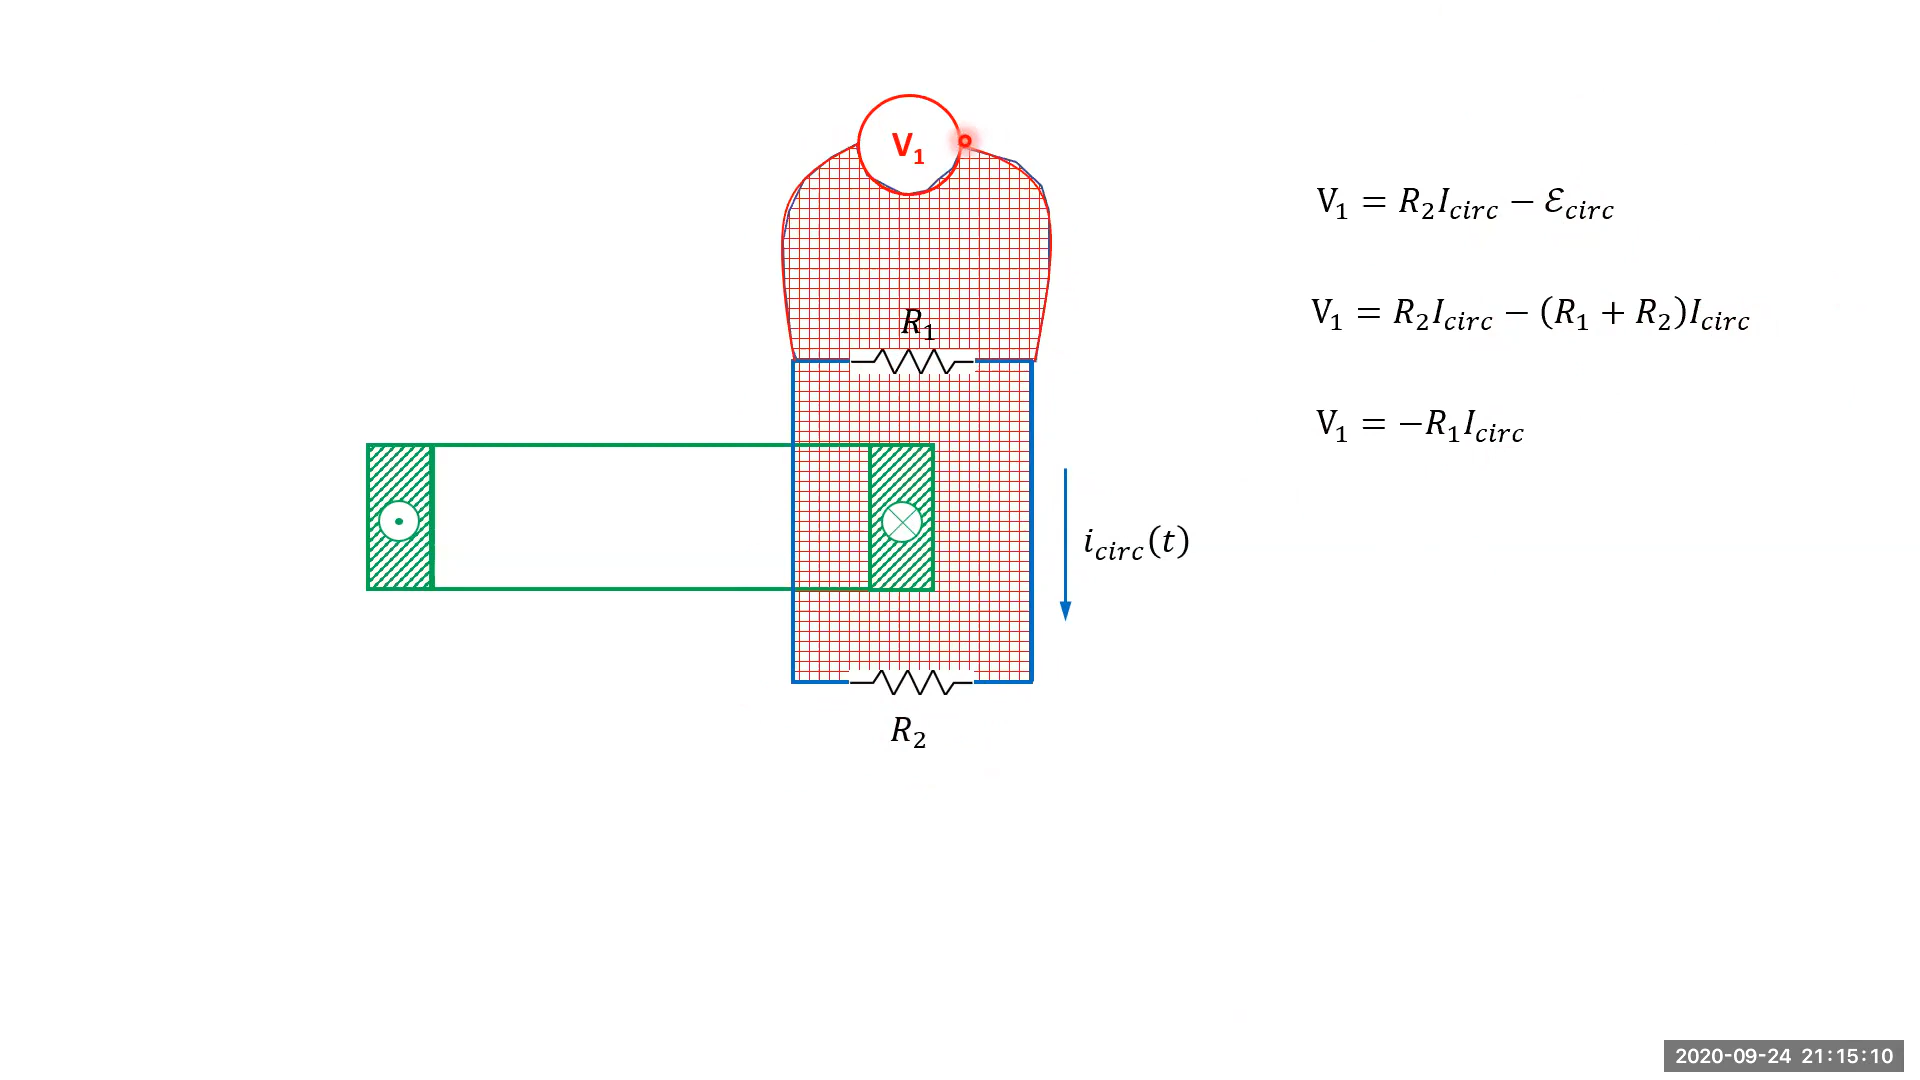 V₁
R₁
R₂
i_circ(t)
V₁ = R₂I_circ − ℰ_circ
V₁ = R₂I_circ − (R₁ + R₂)I_circ
V₁ = −R₁I_circ
2020-09-24 21:15:10